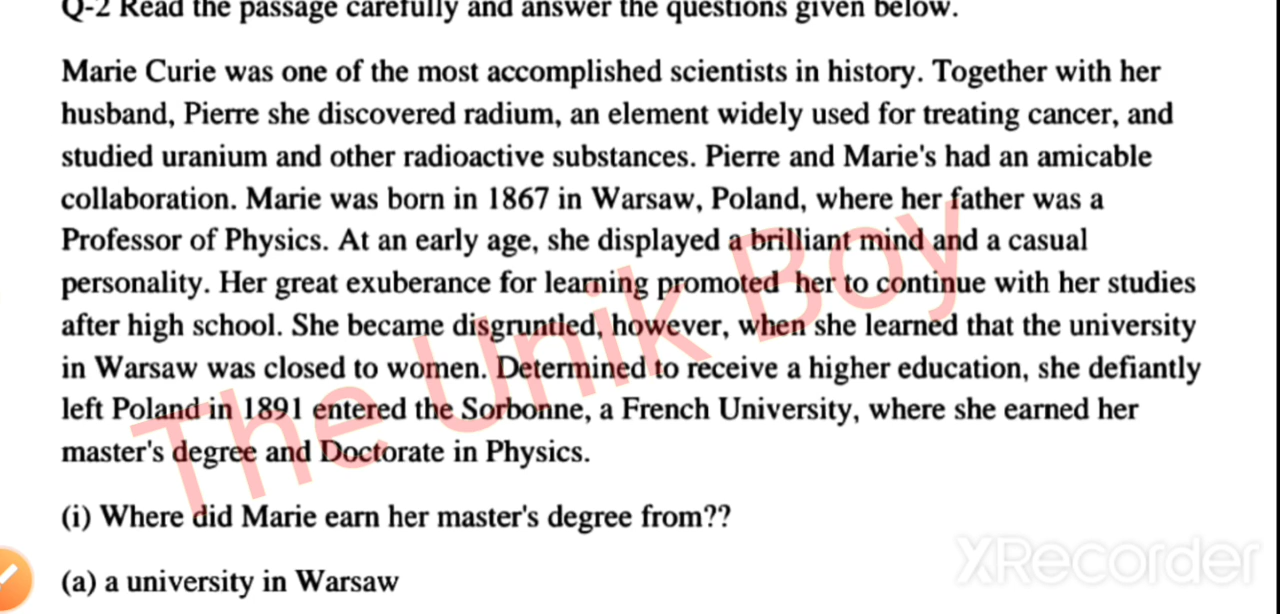 Q-2 Read the passage carefully and answer the questions given below.
Marie Curie was one of the most accomplished scientists in history. Together with her
husband, Pierre she discovered radium, an element widely used for treating cancer, and
studied uranium and other radioactive substances. Pierre and Marie's had an amicable
collaboration. Marie was born in 1867 in Warsaw, Poland, where her father was a
Professor of Physics. At an early age, she displayed a brilliant mind and a casual
personality. Her great exuberance for learning promoted her to continue with her studies
after high school. She became disgruntled, however, when she learned that the university
in Warsaw was closed to women. Determined to receive a higher education, she defiantly
left Poland in 1891 entered the Sorbonne, a French University, where she earned her
master's degree and Doctorate in Physics.
The Unik Boy
(i) Where did Marie earn her master's degree from??
(a) a university in Warsaw
XRecorder